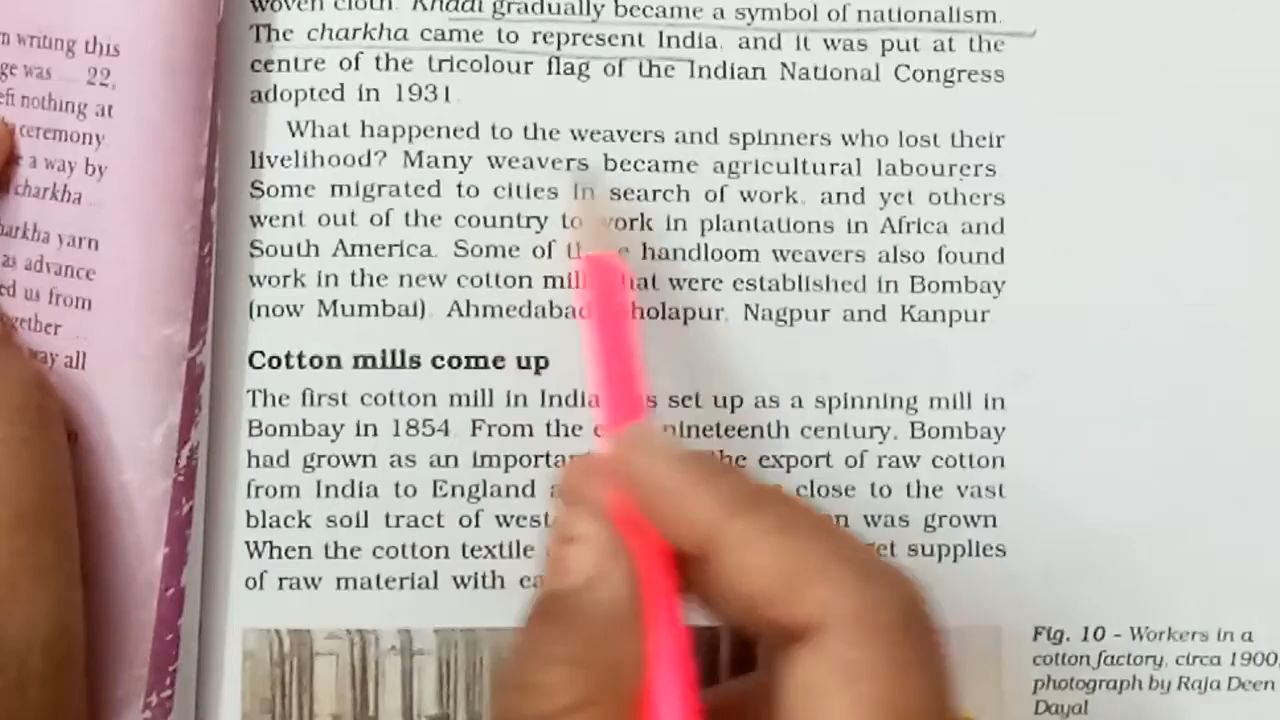 n writing this
ge was ... 22,
eft nothing at
ceremony
e a way by
charkha ...
harkha yarn
as advance
ed us from
ogether
way all
woven cloth. Khadi gradually became a symbol of nationalism.
The charkha came to represent India, and it was put at the
centre of the tricolour flag of the Indian National Congress
adopted in 1931.
What happened to the weavers and spinners who lost their
livelihood? Many weavers became agricultural labourers.
Some migrated to cities in search of work, and yet others
went out of the country to work in plantations in Africa and
South America. Some of handloom weavers also found
work in the new cotton mill hat were established in Bombay
(now Mumbai), Ahmedabad holapur, Nagpur and Kanpur.
Cotton mills come up
The first cotton mill in India s set up as a spinning mill in
Bombay in 1854. From the nineteenth century, Bombay
had grown as an importa he export of raw cotton
from India to England close to the vast
black soil tract of west n was grown.
When the cotton textile et supplies
of raw material with ea
Fig. 10 - Workers in a
cotton factory, circa 1900,
photograph by Raja Deen
Dayal